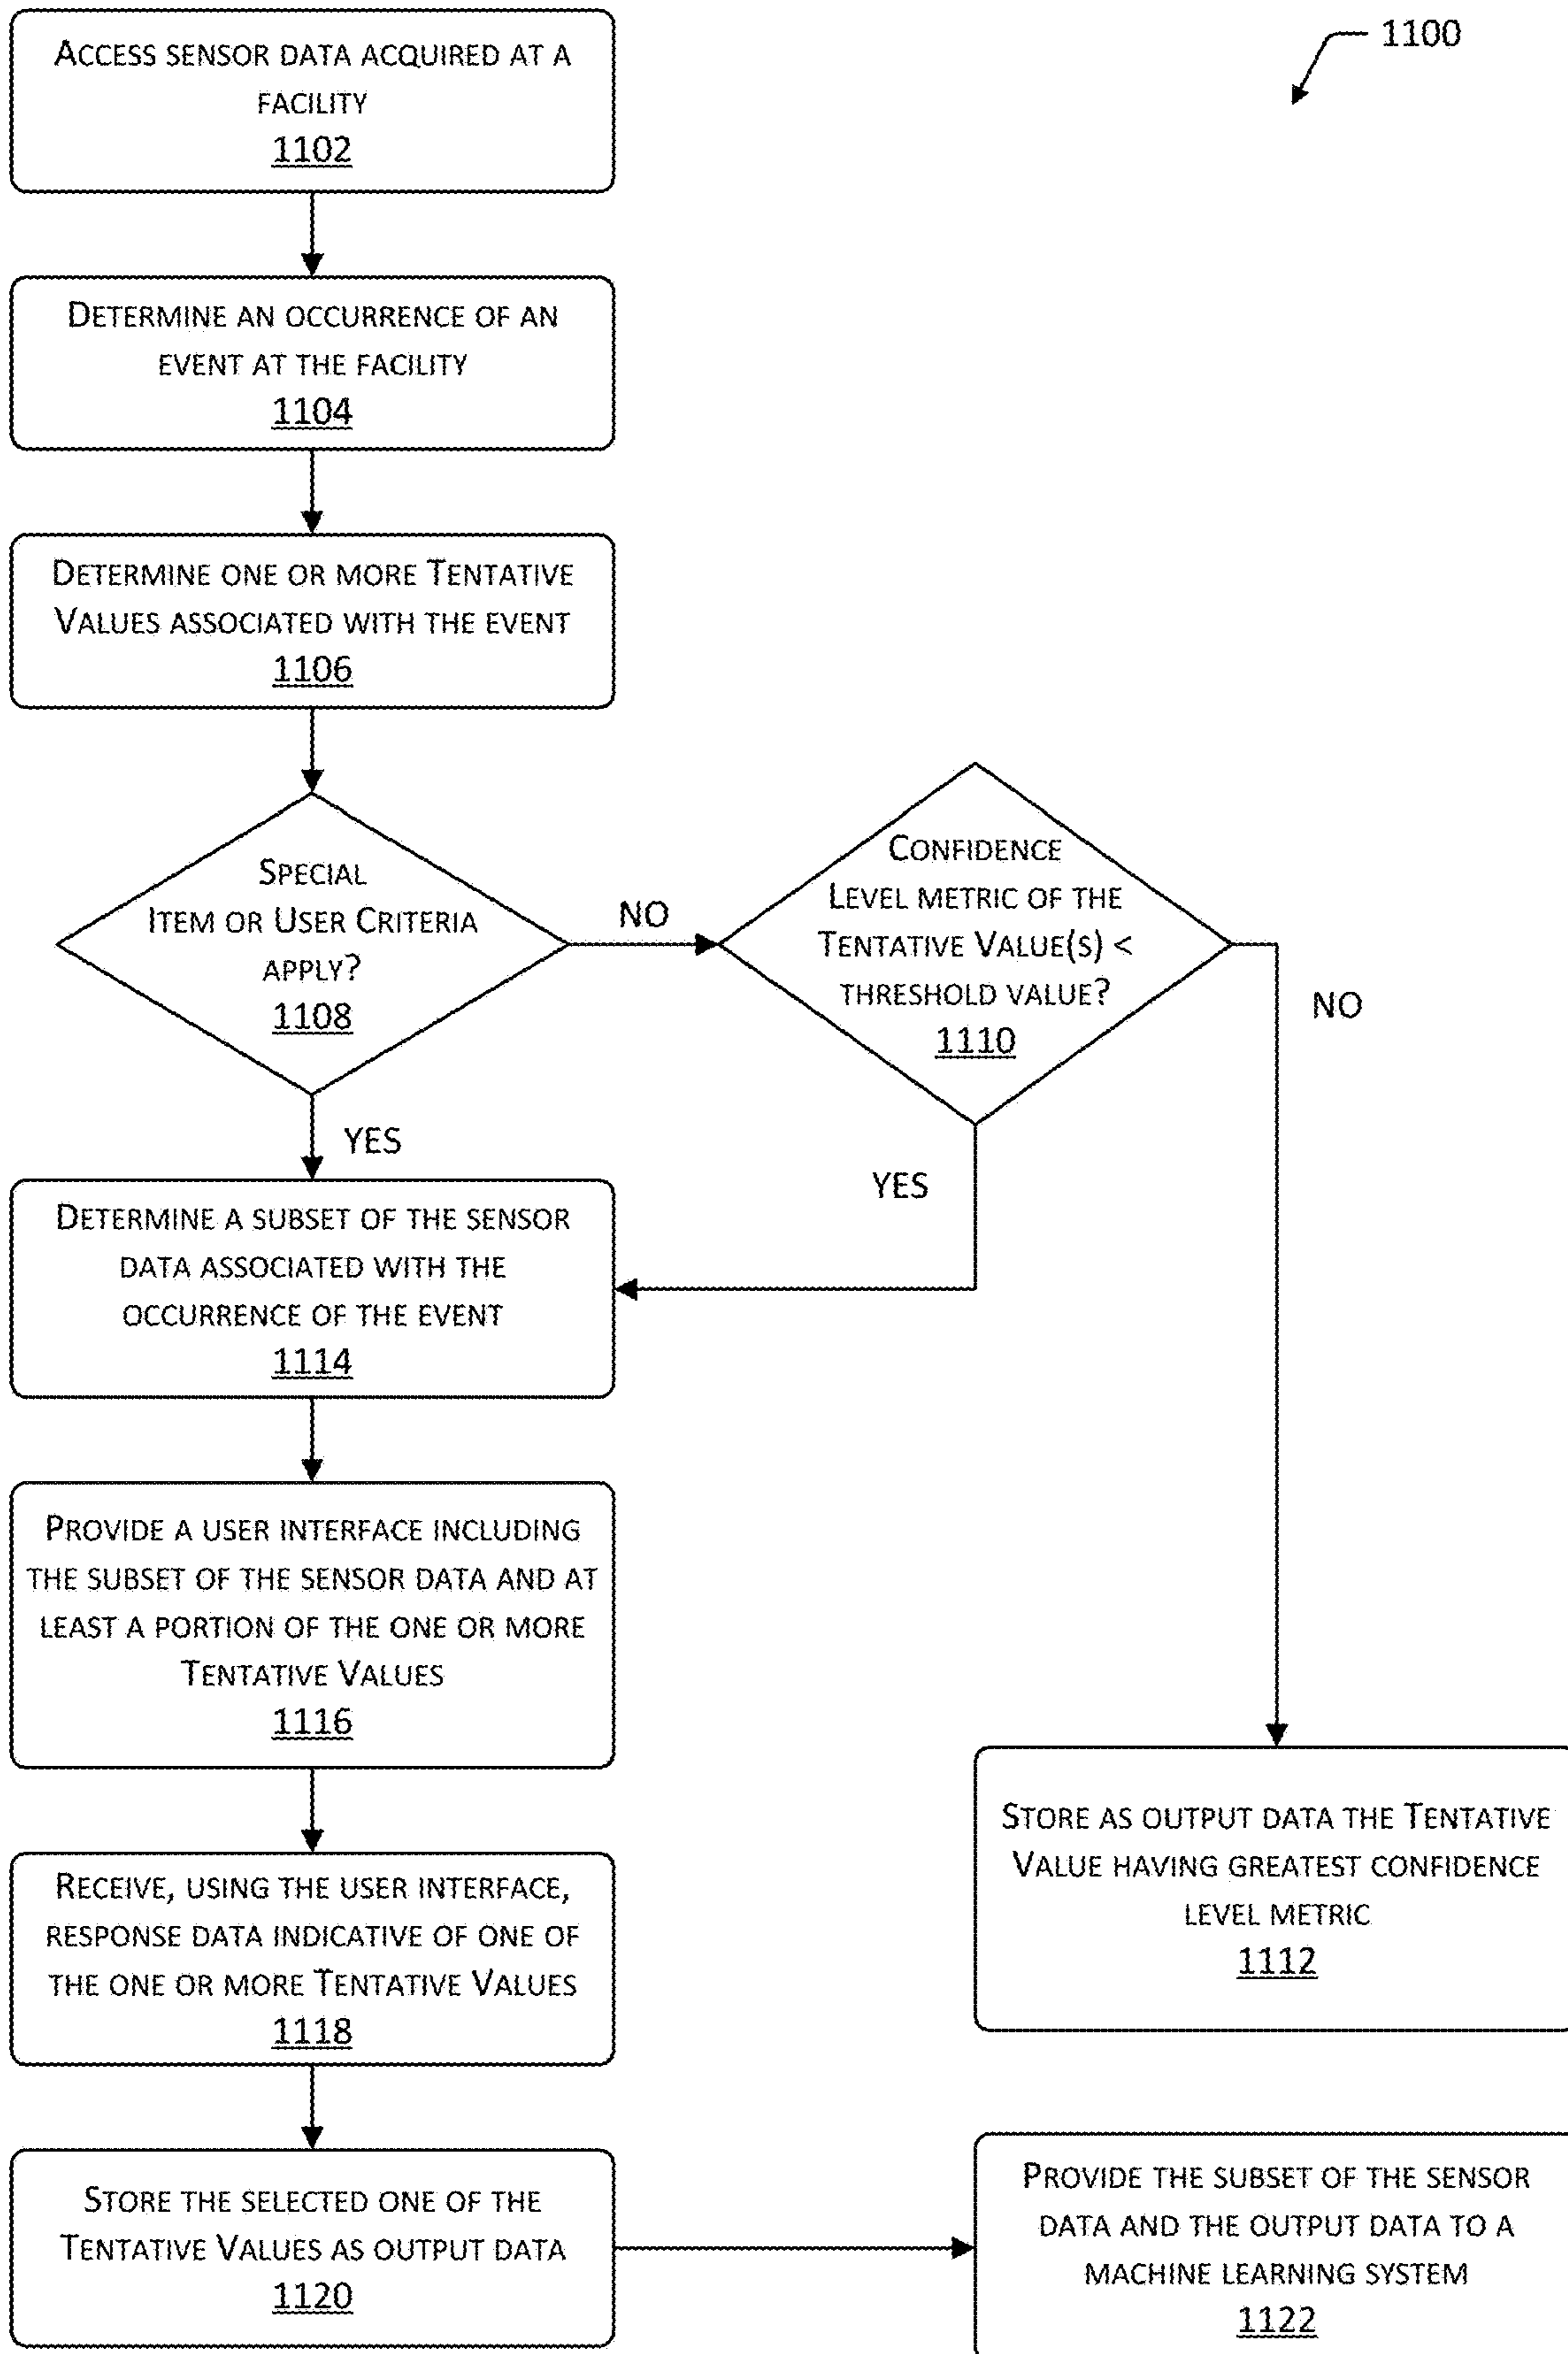 1100
Access sensor data acquired at a
facility
1102
Determine an occurrence of an
event at the facility
1104
Determine one or more Tentative
Values associated with the event
1106
Special
Item or User Criteria
apply?
1108
NO
YES
Confidence
Level metric of the
Tentative Value(s) <
threshold value?
1110
NO
YES
Determine a subset of the sensor
data associated with the
occurrence of the event
1114
Provide a user interface including
the subset of the sensor data and at
least a portion of the one or more
Tentative Values
1116
Store as output data the Tentative
Value having greatest confidence
level metric
1112
Receive, using the user interface,
response data indicative of one of
the one or more Tentative Values
1118
Store the selected one of the
Tentative Values as output data
1120
Provide the subset of the sensor
data and the output data to a
machine learning system
1122